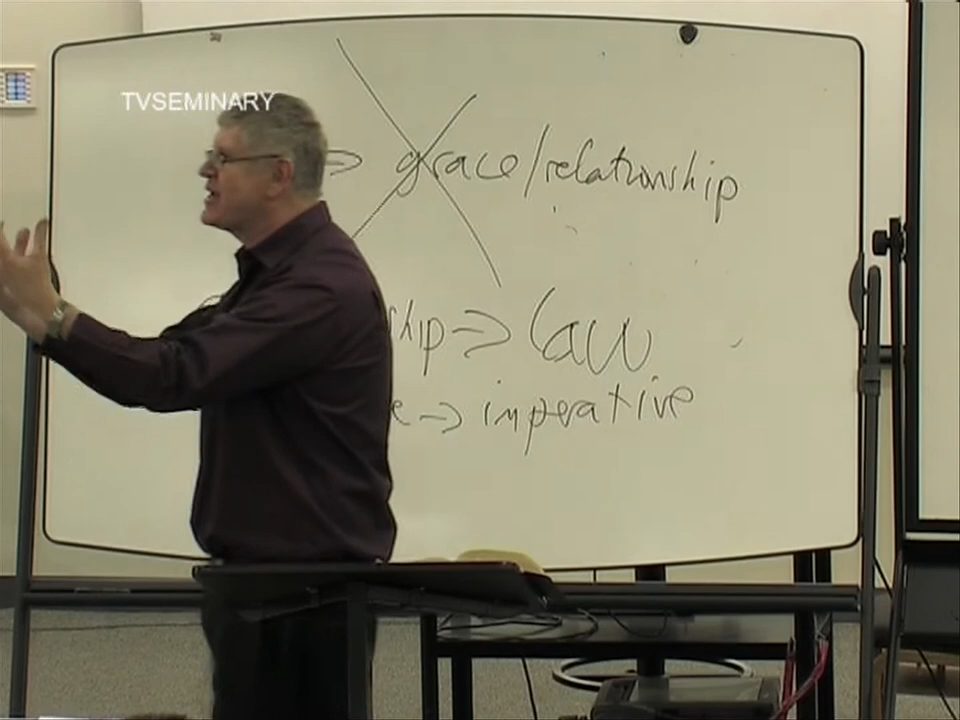 TVSEMINARY
→ grace/relationship
ship → Law
e → imperative